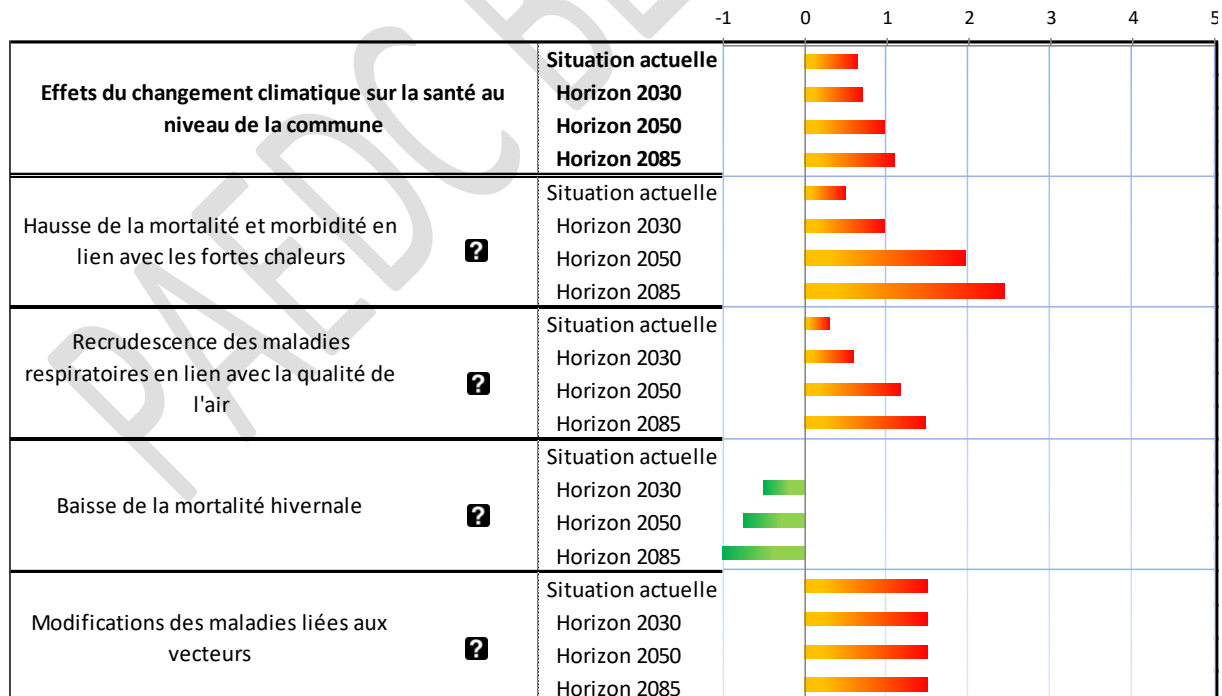 -1 0 1 2 3 4 5
Effets du changement climatique sur la santé au
niveau de la commune
Situation actuelle
Horizon 2030
Horizon 2050
Horizon 2085
Hausse de la mortalité et morbidité en
lien avec les fortes chaleurs
?
Situation actuelle
Horizon 2030
Horizon 2050
Horizon 2085
Recrudescence des maladies
respiratoires en lien avec la qualité de
l'air
?
Situation actuelle
Horizon 2030
Horizon 2050
Horizon 2085
Baisse de la mortalité hivernale
?
Situation actuelle
Horizon 2030
Horizon 2050
Horizon 2085
Modifications des maladies liées aux
vecteurs
?
Situation actuelle
Horizon 2030
Horizon 2050
Horizon 2085
PAEDC